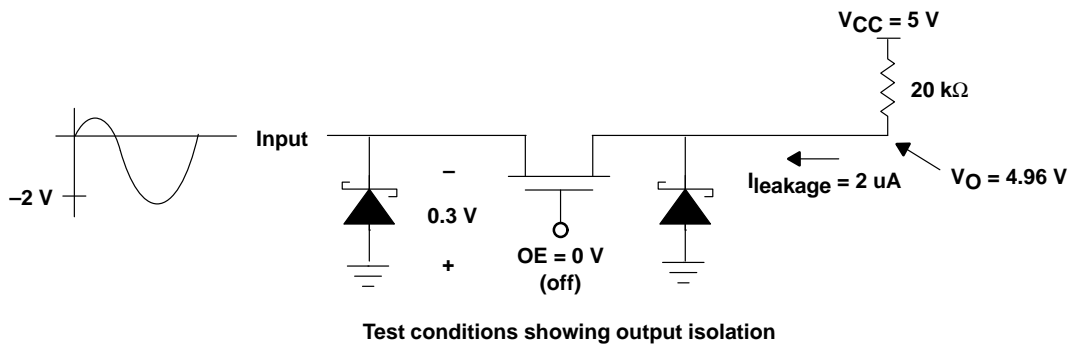 VCC = 5 V
20 kΩ
Input
–2 V
–
0.3 V
+
OE = 0 V
(off)
Ileakage = 2 uA
VO = 4.96 V
Test conditions showing output isolation